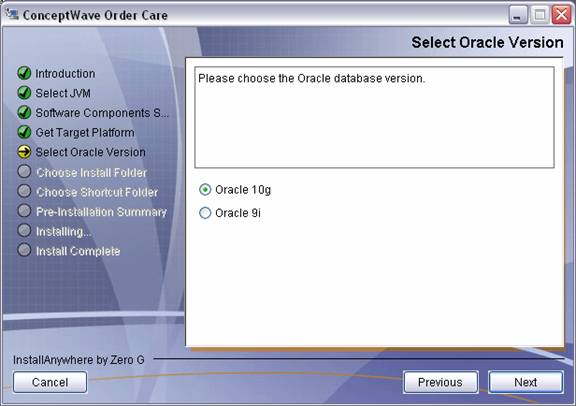 ConceptWave Order Care
Select Oracle Version
Introduction
Select JVM
Software Components S...
Get Target Platform
Select Oracle Version
Choose Install Folder
Choose Shortcut Folder
Pre-Installation Summary
Installing...
Install Complete
Please choose the Oracle database version.
Oracle 10g
Oracle 9i
InstallAnywhere by Zero G
Cancel
Previous
Next